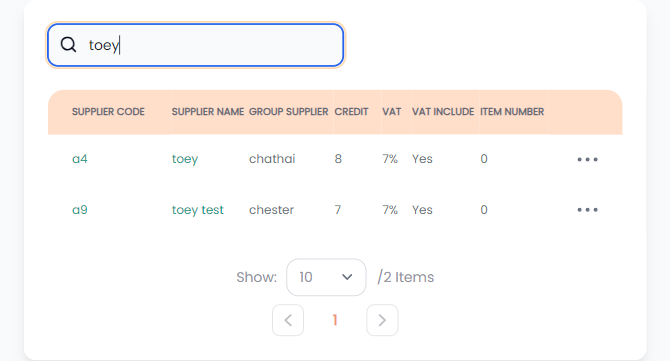 toey
SUPPLIER CODE SUPPLIER NAME GROUP SUPPLIER CREDIT VAT VAT INCLUDE ITEM NUMBER
a4 toey chathai 8 7% Yes 0
a9 toey test chester 7 7% Yes 0
Show: 10 /2 Items
1